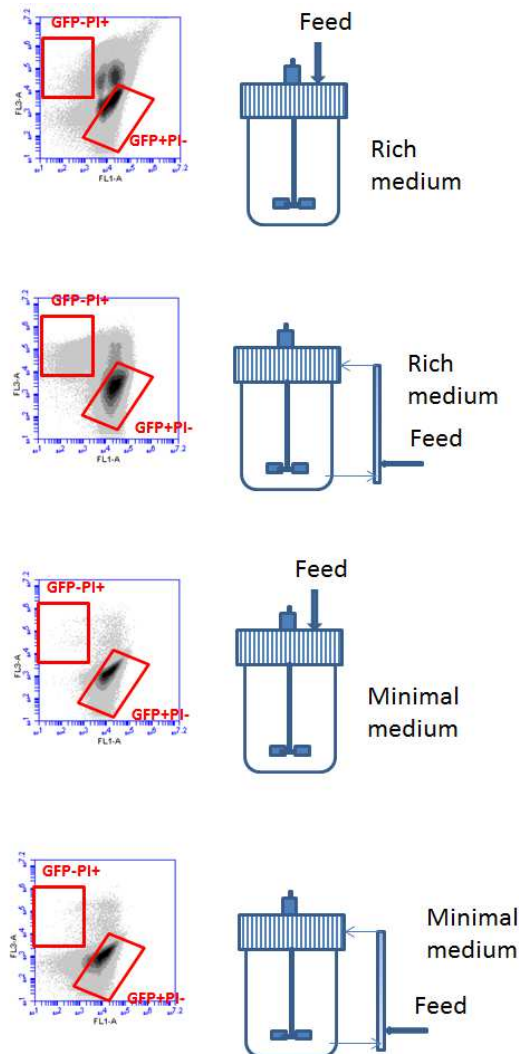 GFP-PI+
GFP+PI-
FL3-A
FL1-A
Feed
Rich
medium
GFP-PI+
GFP+PI-
FL3-A
FL1-A
Rich
medium
Feed
GFP-PI+
GFP+PI-
FL3-A
FL1-A
Feed
Minimal
medium
GFP-PI+
GFP+PI-
FL3-A
FL1-A
Minimal
medium
Feed